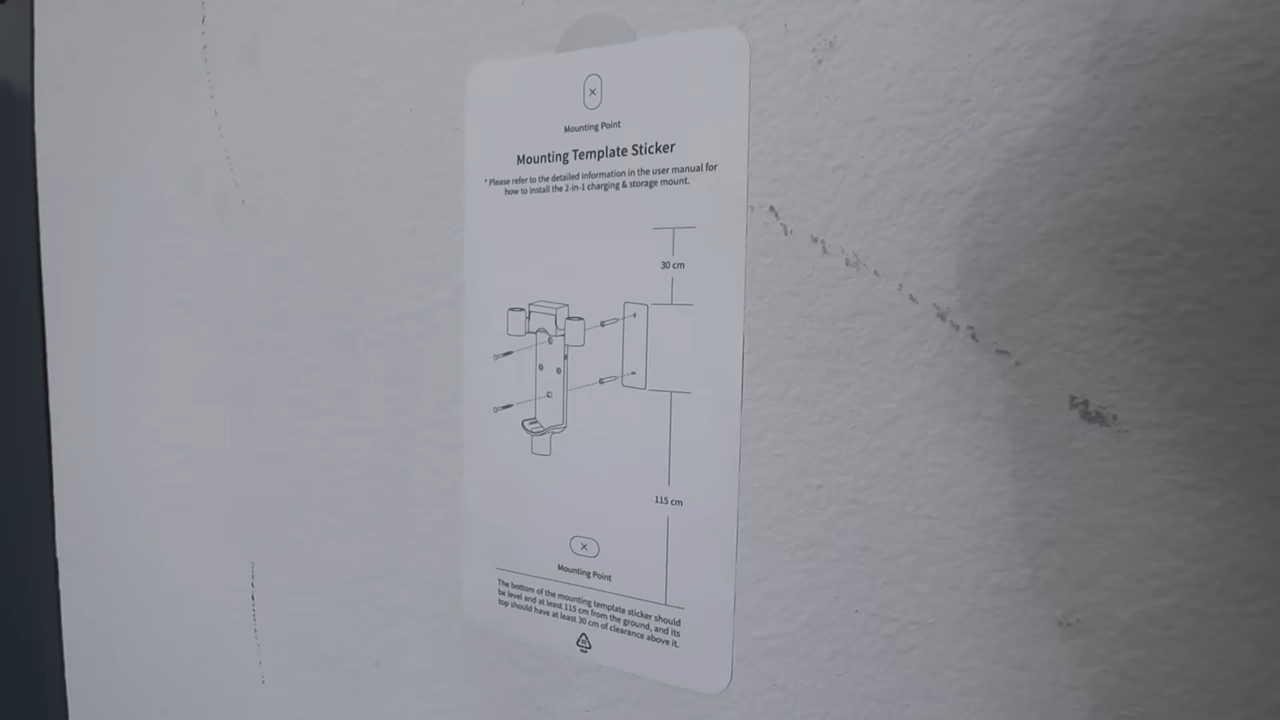 Mounting Point
Mounting Template Sticker
* Please refer to the detailed information in the user manual for
how to install the 2-in-1 charging & storage mount.
30 cm
115 cm
Mounting Point
The bottom of the mounting template sticker should
be level and at least 115 cm from the ground, and its
top should have at least 30 cm of clearance above it.